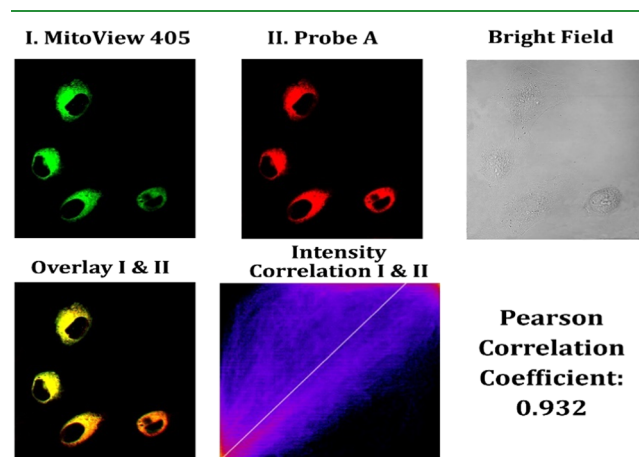 I. MitoView 405
II. Probe A
Bright Field
Overlay I & II
Intensity
Correlation I & II
Pearson
Correlation
Coefficient:
0.932